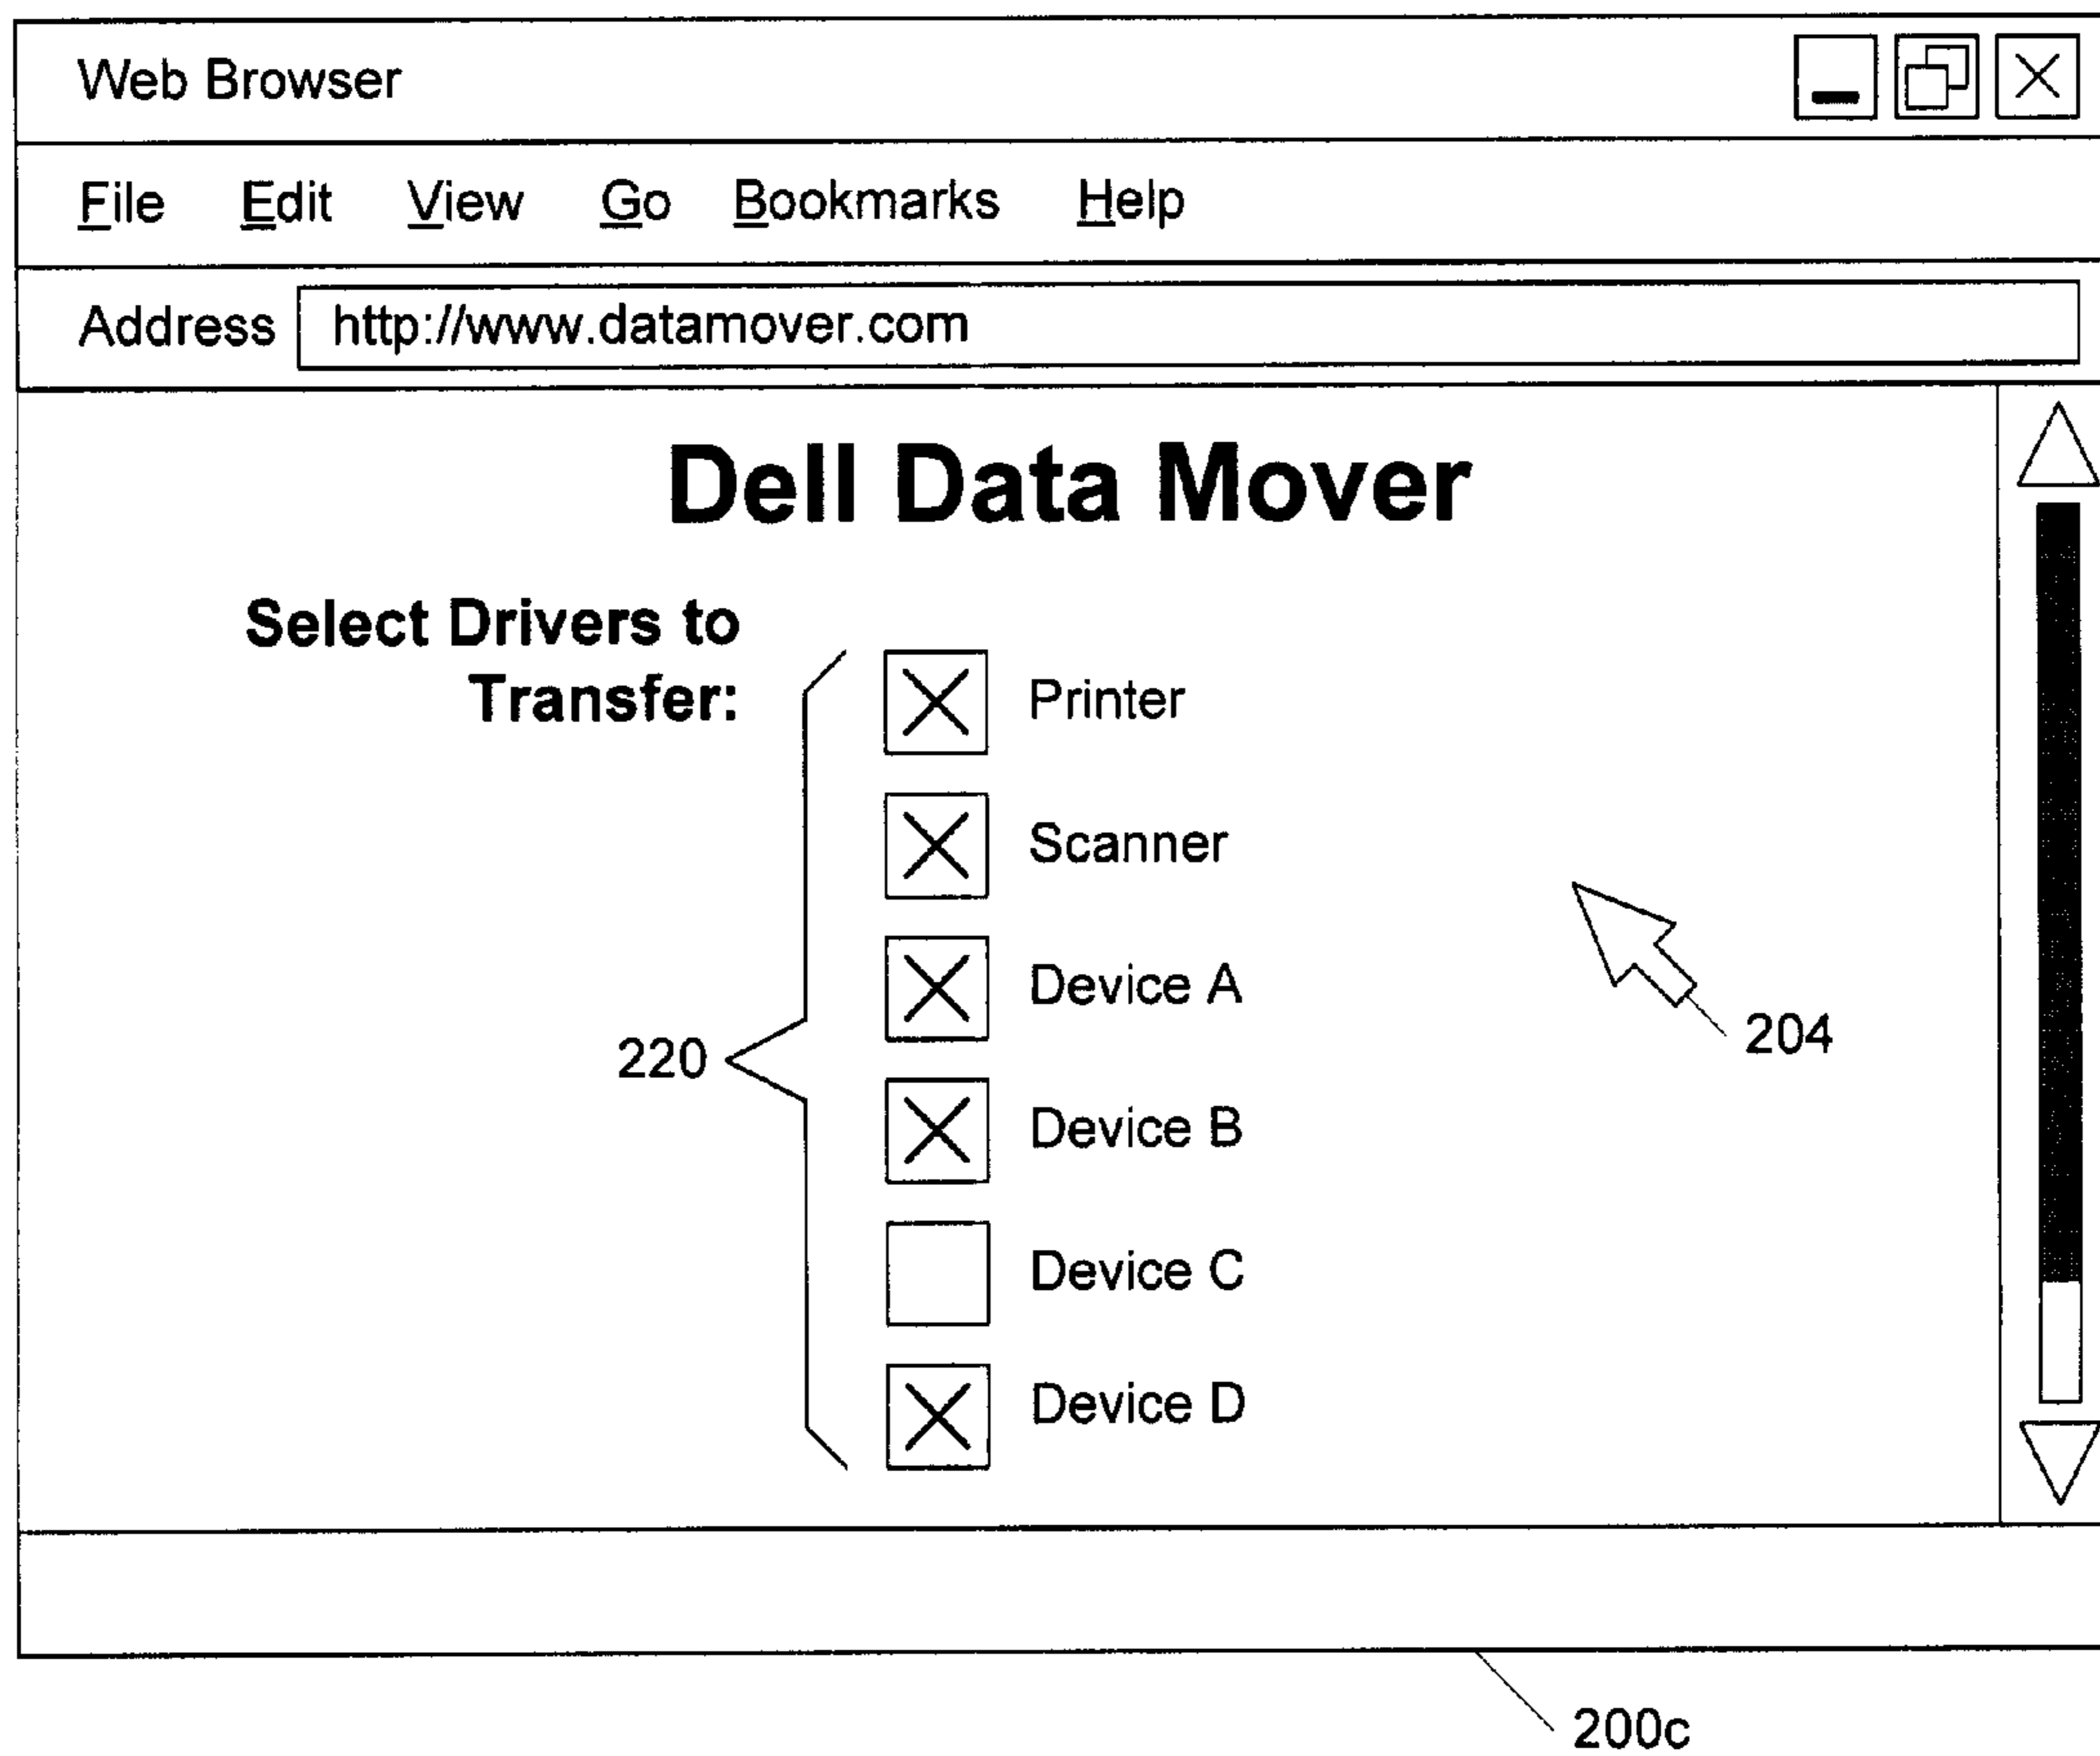 Web Browser
File Edit View Go Bookmarks Help
Address http://www.datamover.com
Dell Data Mover
Select Drivers to
Transfer:
Printer
Scanner
Device A
204
220
Device B
Device C
Device D
200c